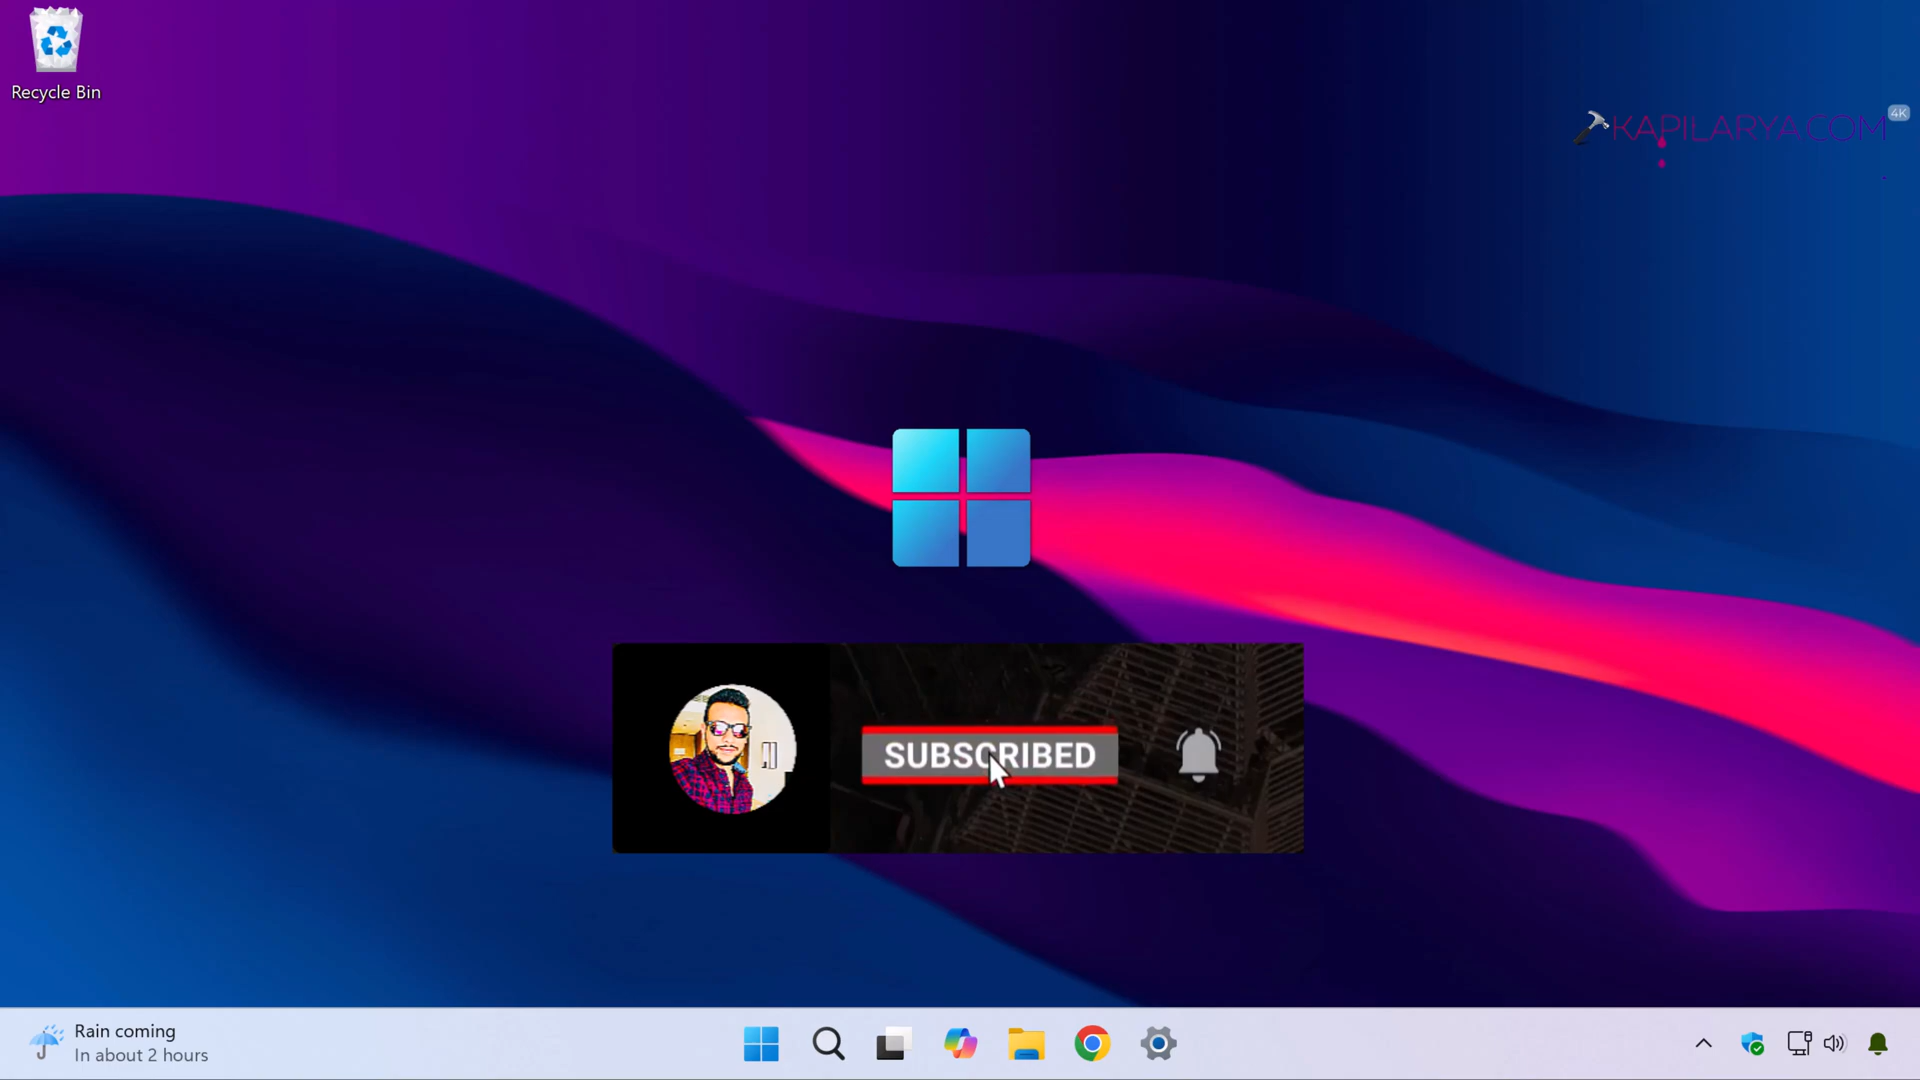 Recycle Bin
KAPILARYA.COM
4K
SUBSCRIBED
Rain coming
In about 2 hours